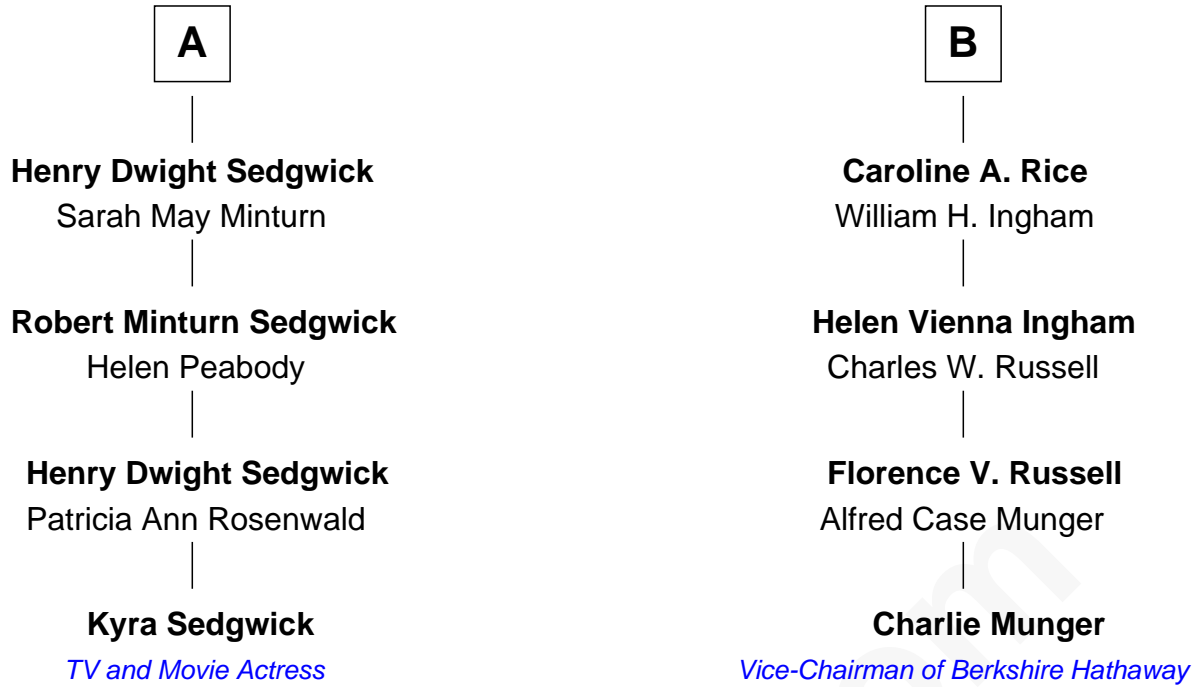 A
Henry Dwight Sedgwick
Sarah May Minturn
Robert Minturn Sedgwick
Helen Peabody
Henry Dwight Sedgwick
Patricia Ann Rosenwald
Kyra Sedgwick
TV and Movie Actress
B
Caroline A. Rice
William H. Ingham
Helen Vienna Ingham
Charles W. Russell
Florence V. Russell
Alfred Case Munger
Charlie Munger
Vice-Chairman of Berkshire Hathaway